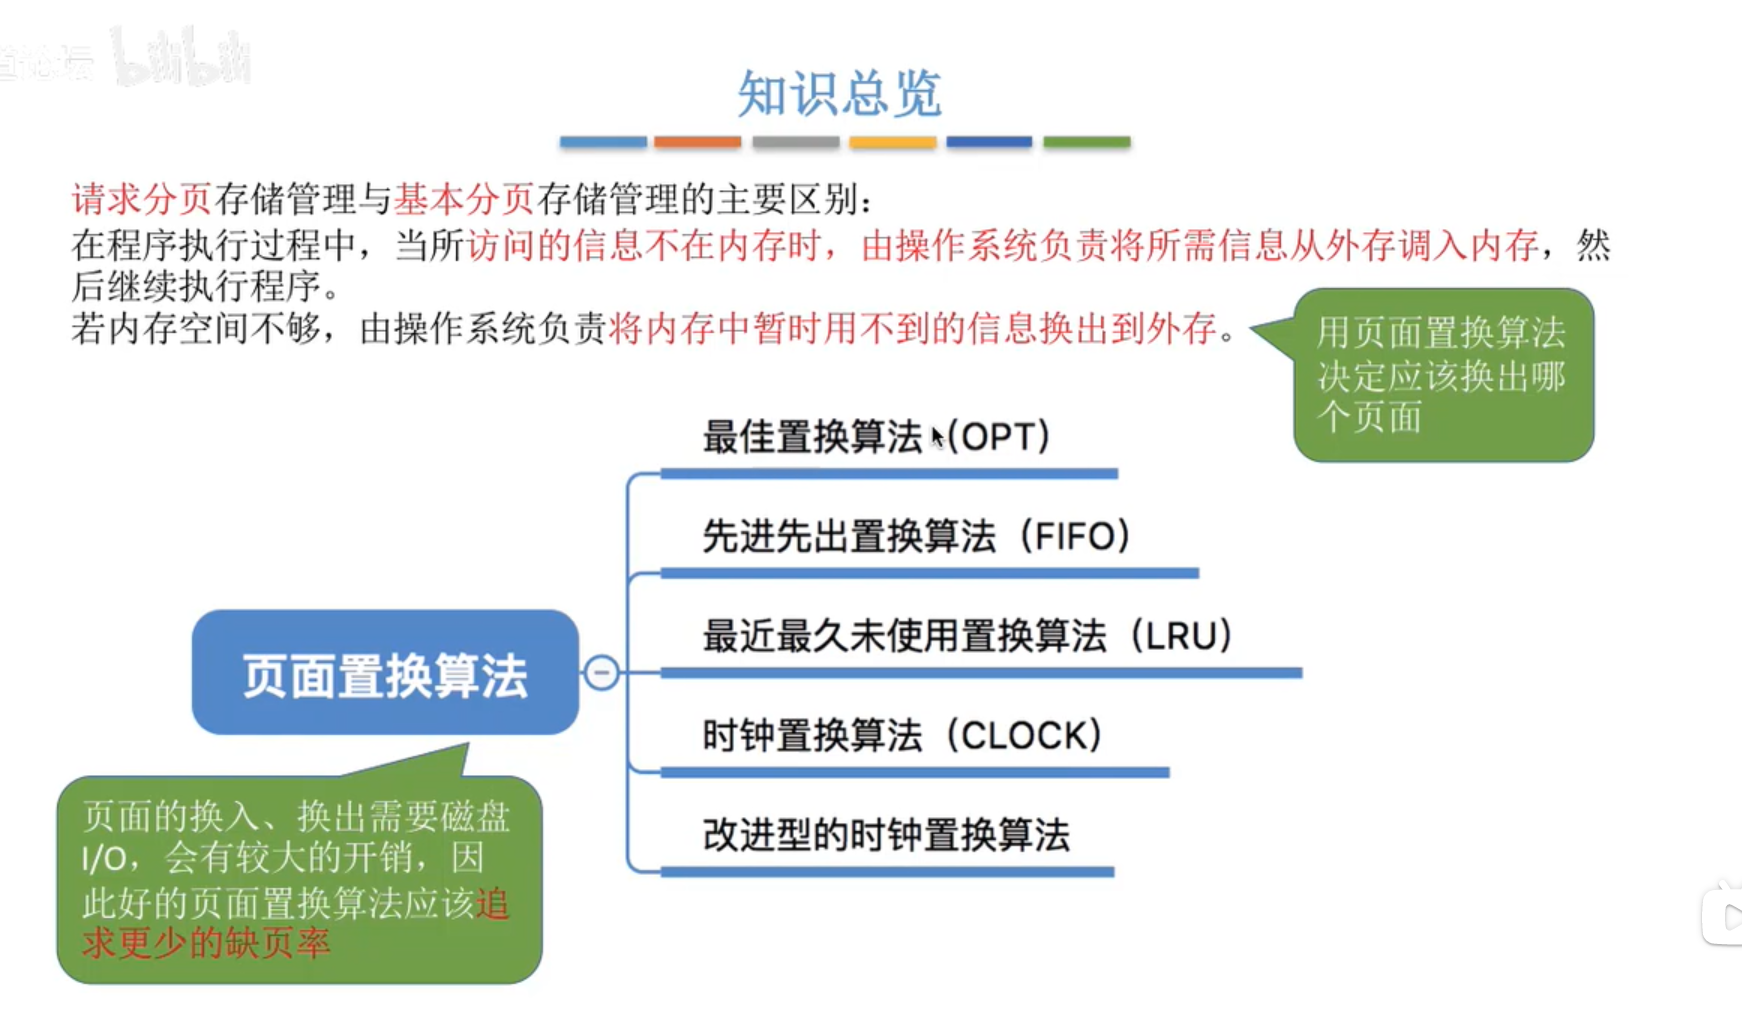 道论坛 bilibili
知识总览
请求分页存储管理与基本分页存储管理的主要区别：
在程序执行过程中，当所访问的信息不在内存时，由操作系统负责将所需信息从外存调入内存，然
后继续执行程序。
若内存空间不够，由操作系统负责将内存中暂时用不到的信息换出到外存。
用页面置换算法
决定应该换出哪
个页面
最佳置换算法（OPT）
先进先出置换算法（FIFO）
最近最久未使用置换算法（LRU）
页面置换算法
时钟置换算法（CLOCK）
改进型的时钟置换算法
页面的换入、换出需要磁盘
I/O，会有较大的开销，因
此好的页面置换算法应该追
求更少的缺页率